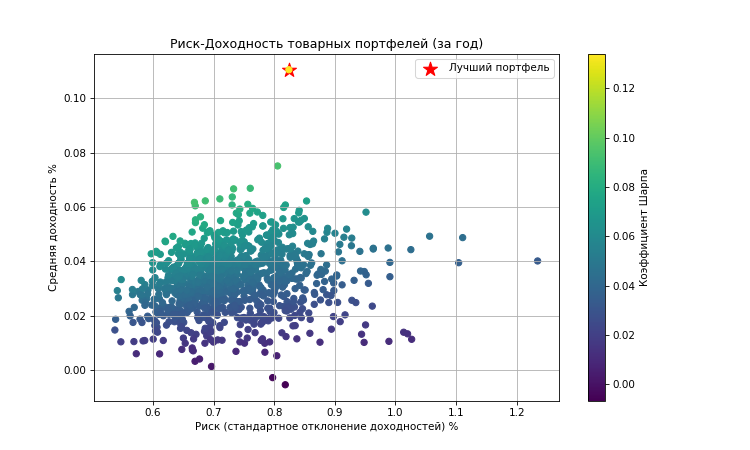 Риск-Доходность товарных портфелей (за год)
Лучший портфель
Средняя доходность %
0.10
0.08
0.06
0.04
0.02
0.00
0.6 0.7 0.8 0.9 1.0 1.1 1.2
Риск (стандартное отклонение доходностей) %
0.12
0.10
0.08
0.06
0.04
0.02
0.00
Коэффициент Шарпа